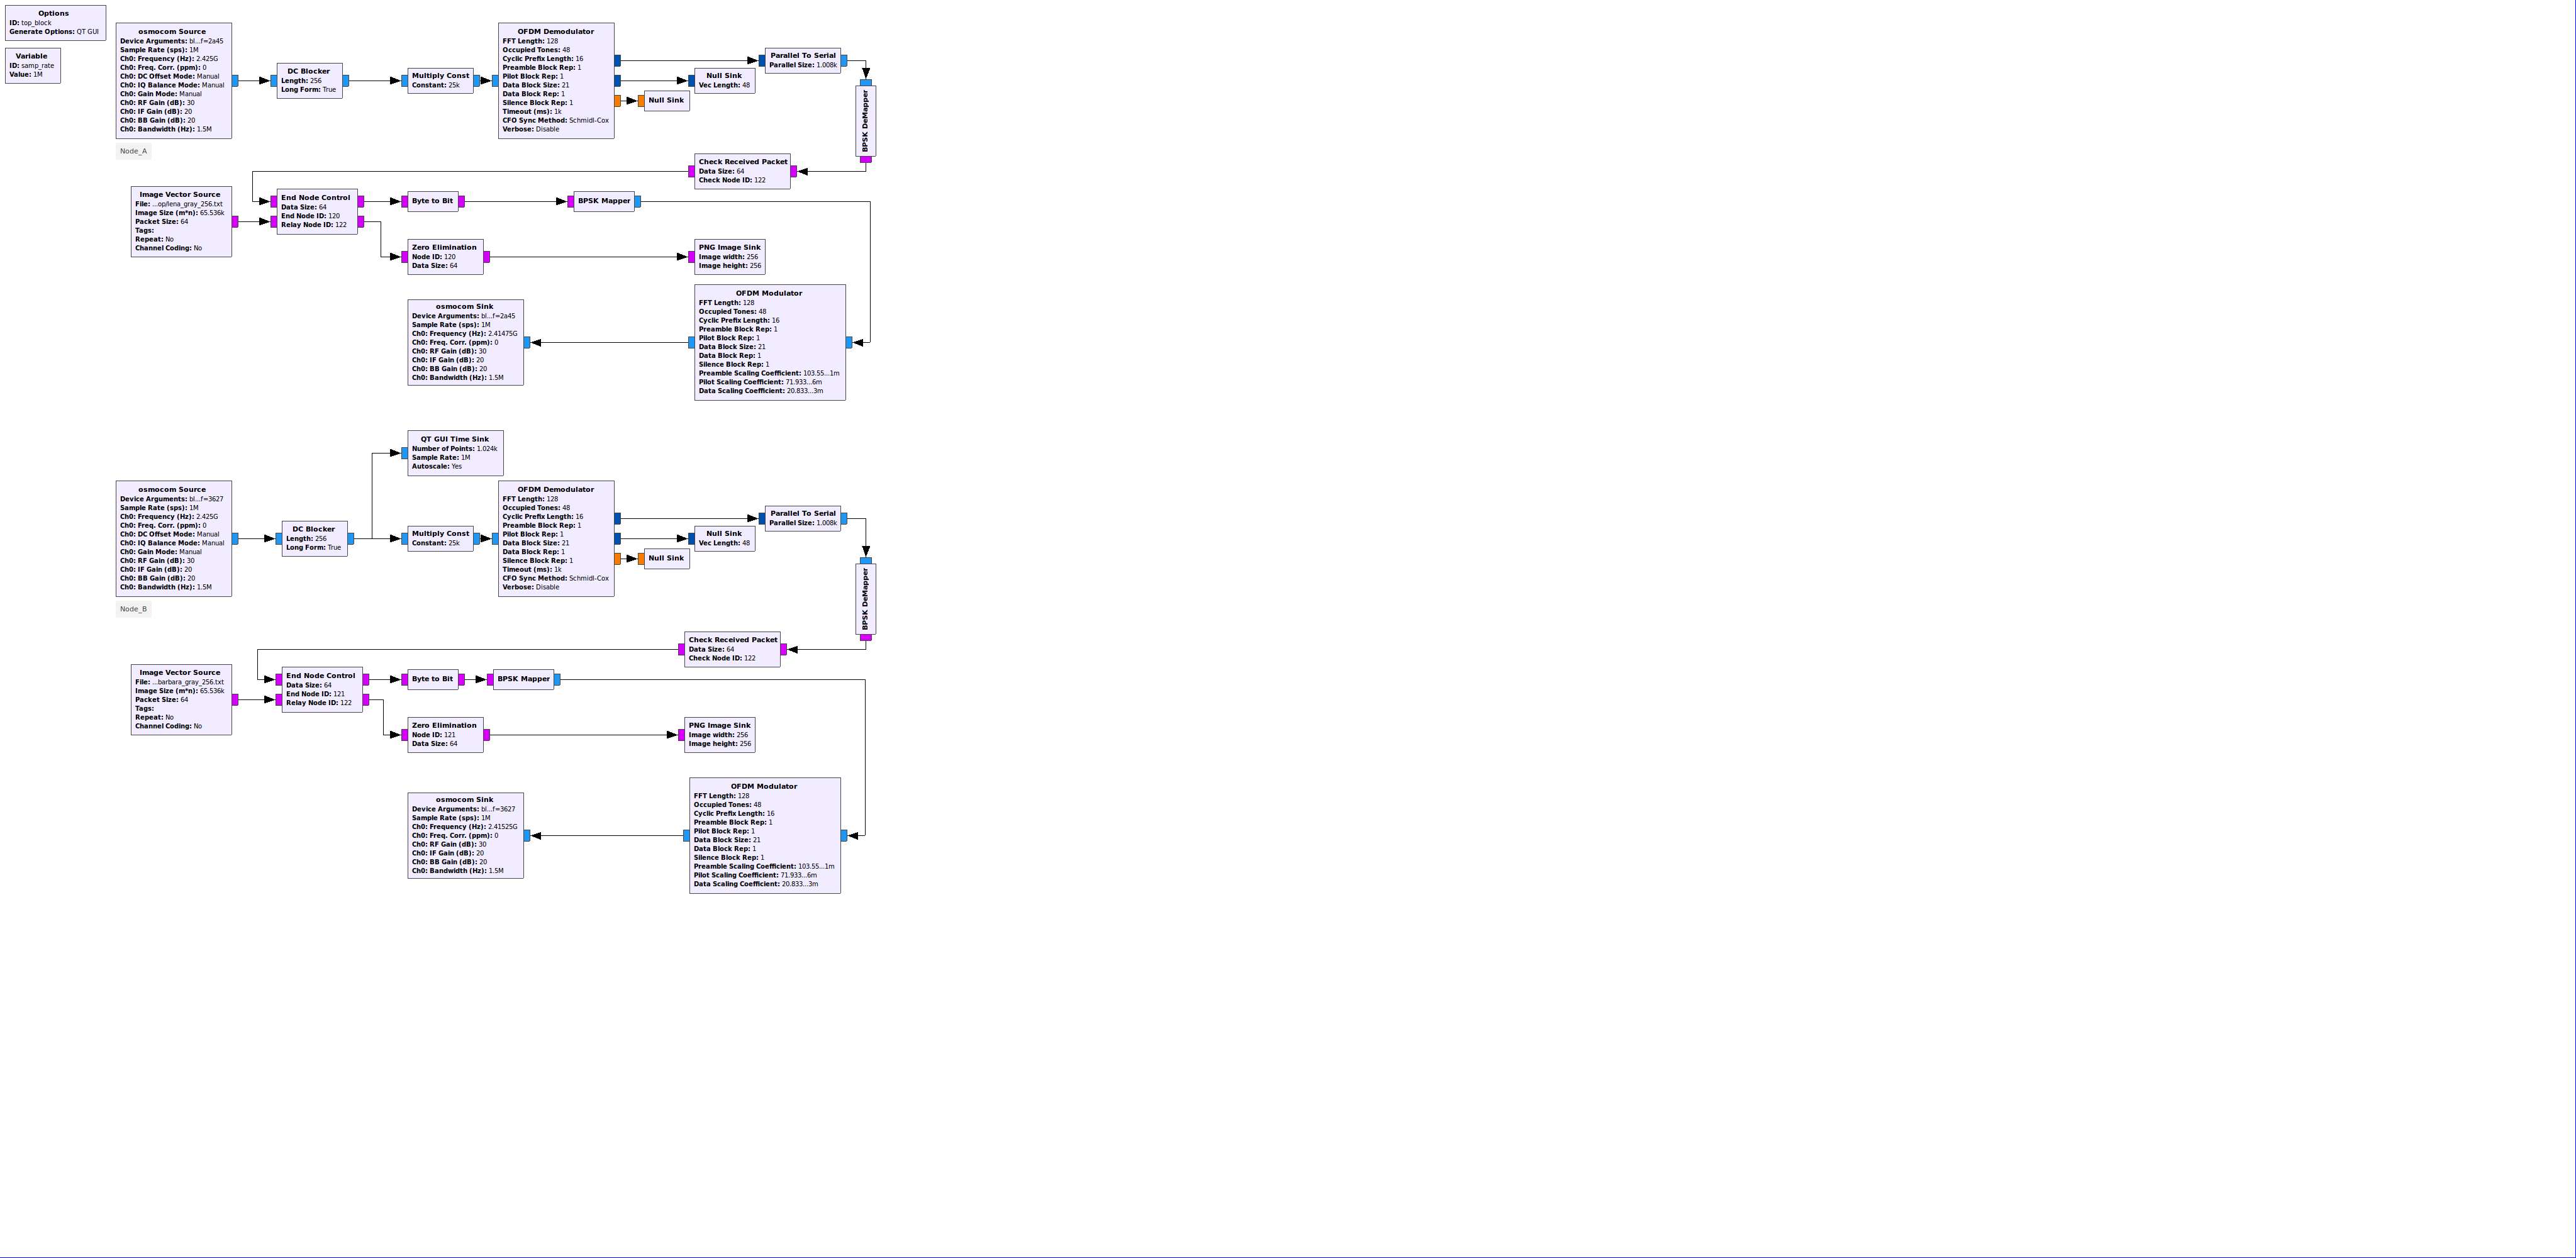 Options
ID: top_block
Generate Options: QT GUI
Variable
ID: samp_rate
Value: 1M
osmocom Source
Device Arguments: bl...f=2a45
Sample Rate (sps): 1M
Ch0: Frequency (Hz): 2.425G
Ch0: Freq. Corr. (ppm): 0
Ch0: DC Offset Mode: Manual
Ch0: IQ Balance Mode: Manual
Ch0: Gain Mode: Manual
Ch0: RF Gain (dB): 30
Ch0: IF Gain (dB): 20
Ch0: BB Gain (dB): 20
Ch0: Bandwidth (Hz): 1.5M
Node_A
DC Blocker
Length: 256
Long Form: True
Multiply Const
Constant: 25k
OFDM Demodulator
FFT Length: 128
Occupied Tones: 48
Cyclic Prefix Length: 16
Preamble Block Rep: 1
Pilot Block Rep: 1
Data Block Size: 21
Data Block Rep: 1
Silence Block Rep: 1
Timeout (ms): 1k
CFO Sync Method: Schmidl-Cox
Verbose: Disable
Parallel To Serial
Parallel Size: 1.008k
Null Sink
Vec Length: 48
Null Sink
BPSK DeMapper
Check Received Packet
Data Size: 64
Check Node ID: 122
Image Vector Source
File: ...op/lena_gray_256.txt
Image Size (m*n): 65.536k
Packet Size: 64
Tags:
Repeat: No
Channel Coding: No
End Node Control
Data Size: 64
End Node ID: 120
Relay Node ID: 122
Byte to Bit
BPSK Mapper
Zero Elimination
Node ID: 120
Data Size: 64
PNG Image Sink
Image width: 256
Image height: 256
osmocom Sink
Device Arguments: bl...f=2a45
Sample Rate (sps): 1M
Ch0: Frequency (Hz): 2.41475G
Ch0: Freq. Corr. (ppm): 0
Ch0: RF Gain (dB): 30
Ch0: IF Gain (dB): 20
Ch0: BB Gain (dB): 20
Ch0: Bandwidth (Hz): 1.5M
OFDM Modulator
FFT Length: 128
Occupied Tones: 48
Cyclic Prefix Length: 16
Preamble Block Rep: 1
Pilot Block Rep: 1
Data Block Size: 21
Data Block Rep: 1
Silence Block Rep: 1
Preamble Scaling Coefficient: 103.55...1m
Pilot Scaling Coefficient: 71.933...6m
Data Scaling Coefficient: 20.833...3m
QT GUI Time Sink
Number of Points: 1.024k
Sample Rate: 1M
Autoscale: Yes
osmocom Source
Device Arguments: bl...f=3627
Sample Rate (sps): 1M
Ch0: Frequency (Hz): 2.425G
Ch0: Freq. Corr. (ppm): 0
Ch0: DC Offset Mode: Manual
Ch0: IQ Balance Mode: Manual
Ch0: Gain Mode: Manual
Ch0: RF Gain (dB): 30
Ch0: IF Gain (dB): 20
Ch0: BB Gain (dB): 20
Ch0: Bandwidth (Hz): 1.5M
Node_B
DC Blocker
Length: 256
Long Form: True
Multiply Const
Constant: 25k
OFDM Demodulator
FFT Length: 128
Occupied Tones: 48
Cyclic Prefix Length: 16
Preamble Block Rep: 1
Pilot Block Rep: 1
Data Block Size: 21
Data Block Rep: 1
Silence Block Rep: 1
Timeout (ms): 1k
CFO Sync Method: Schmidl-Cox
Verbose: Disable
Parallel To Serial
Parallel Size: 1.008k
Null Sink
Vec Length: 48
Null Sink
BPSK DeMapper
Check Received Packet
Data Size: 64
Check Node ID: 122
Image Vector Source
File: ...barbara_gray_256.txt
Image Size (m*n): 65.536k
Packet Size: 64
Tags:
Repeat: No
Channel Coding: No
End Node Control
Data Size: 64
End Node ID: 121
Relay Node ID: 122
Byte to Bit
BPSK Mapper
Zero Elimination
Node ID: 121
Data Size: 64
PNG Image Sink
Image width: 256
Image height: 256
osmocom Sink
Device Arguments: bl...f=3627
Sample Rate (sps): 1M
Ch0: Frequency (Hz): 2.41525G
Ch0: Freq. Corr. (ppm): 0
Ch0: RF Gain (dB): 30
Ch0: IF Gain (dB): 20
Ch0: BB Gain (dB): 20
Ch0: Bandwidth (Hz): 1.5M
OFDM Modulator
FFT Length: 128
Occupied Tones: 48
Cyclic Prefix Length: 16
Preamble Block Rep: 1
Pilot Block Rep: 1
Data Block Size: 21
Data Block Rep: 1
Silence Block Rep: 1
Preamble Scaling Coefficient: 103.55...1m
Pilot Scaling Coefficient: 71.933...6m
Data Scaling Coefficient: 20.833...3m